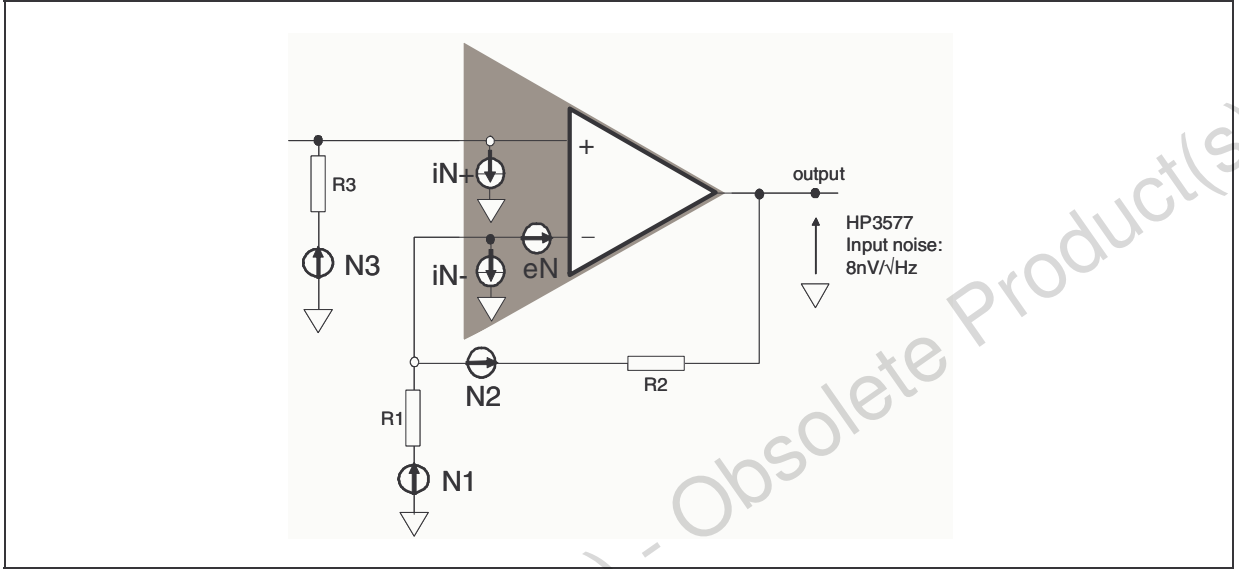 R3
N3
iN+
iN-
eN
+
−
output
HP3577
Input noise:
8nV/√Hz
N2
R2
R1
N1
) - Obsolete Product(s